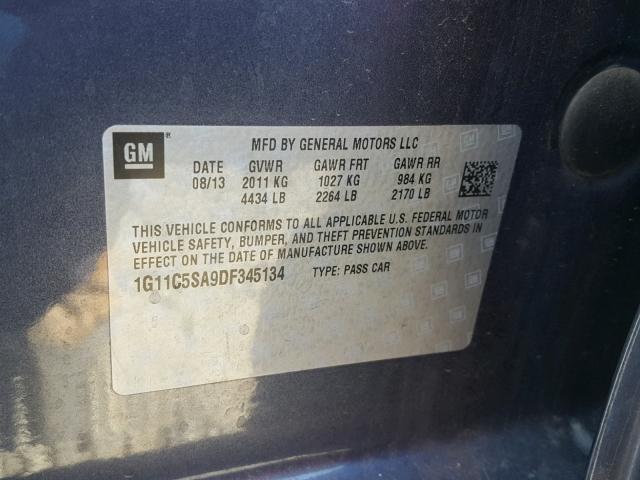 GM
MFD BY GENERAL MOTORS LLC
DATE GVWR GAWR FRT GAWR RR
08/13 2011 KG 1027 KG 984 KG
4434 LB 2264 LB 2170 LB
THIS VEHICLE CONFORMS TO ALL APPLICABLE U.S. FEDERAL MOTOR
VEHICLE SAFETY, BUMPER, AND THEFT PREVENTION STANDARDS IN
EFFECT ON THE DATE OF MANUFACTURE SHOWN ABOVE.
1G11C5SA9DF345134 TYPE: PASS CAR